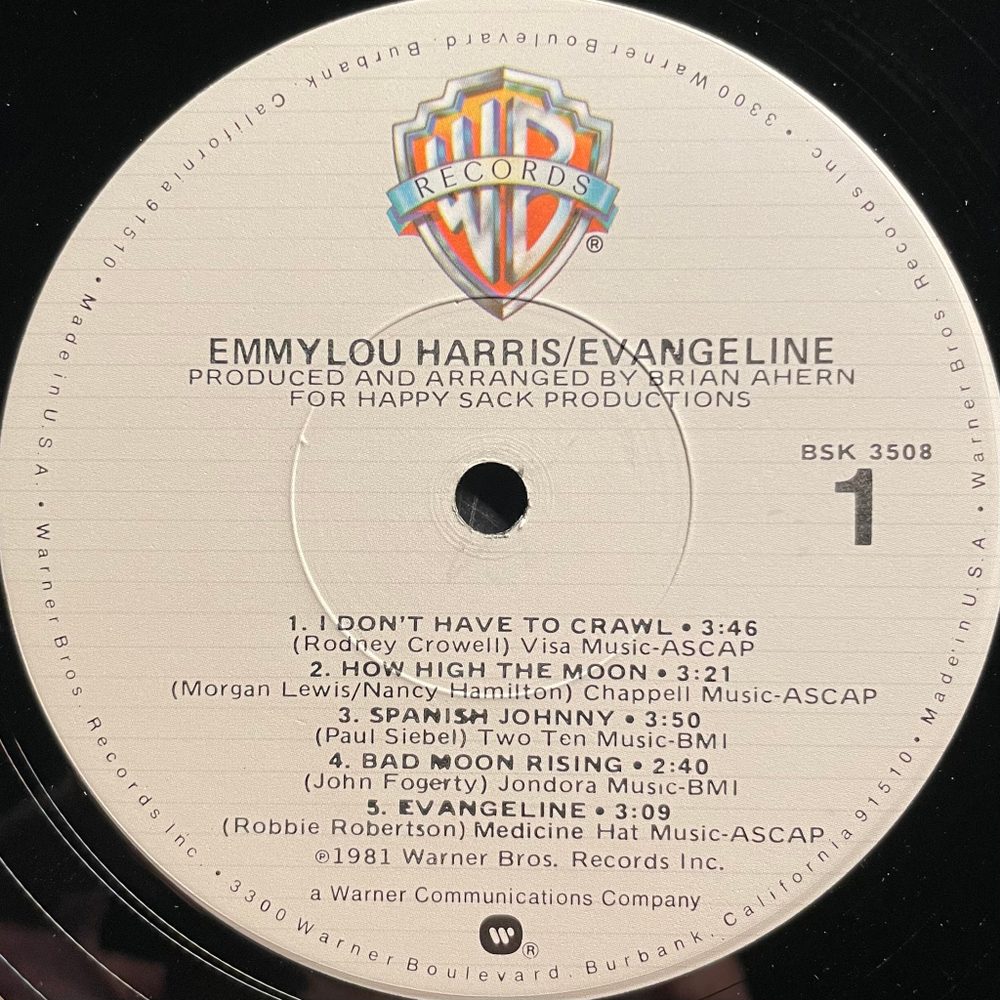 WB
RECORDS
®
EMMYLOU HARRIS/EVANGELINE
PRODUCED AND ARRANGED BY BRIAN AHERN
FOR HAPPY SACK PRODUCTIONS
BSK 3508
1
1. I DON'T HAVE TO CRAWL • 3:46
(Rodney Crowell) Visa Music-ASCAP
2. HOW HIGH THE MOON • 3:21
(Morgan Lewis/Nancy Hamilton) Chappell Music-ASCAP
3. SPANISH JOHNNY • 3:50
(Paul Siebel) Two Ten Music-BMI
4. BAD MOON RISING • 2:40
(John Fogerty) Jondora Music-BMI
5. EVANGELINE • 3:09
(Robbie Robertson) Medicine Hat Music-ASCAP
℗1981 Warner Bros. Records Inc.
a Warner Communications Company
®
Warner Bros. Records Inc. • 3300 Warner Boulevard. Burbank. California 91510 • Made in U.S.A. •
Warner Bros. Records Inc. • 3300 Warner Boulevard. Burbank. California 91510 • Made in U.S.A. •